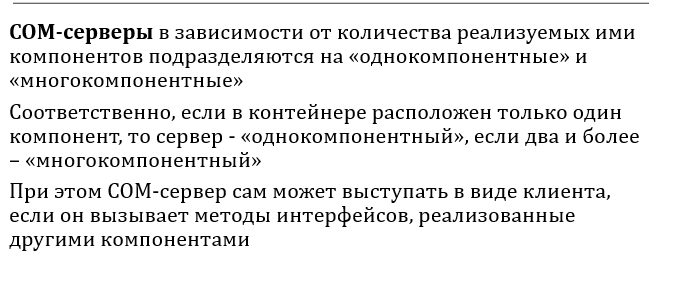 COM-серверы в зависимости от количества реализуемых ими
компонентов подразделяются на «однокомпонентные» и
«многокомпонентные»
Соответственно, если в контейнере расположен только один
компонент, то сервер - «однокомпонентный», если два и более
– «многокомпонентный»
При этом COM-сервер сам может выступать в виде клиента,
если он вызывает методы интерфейсов, реализованные
другими компонентами